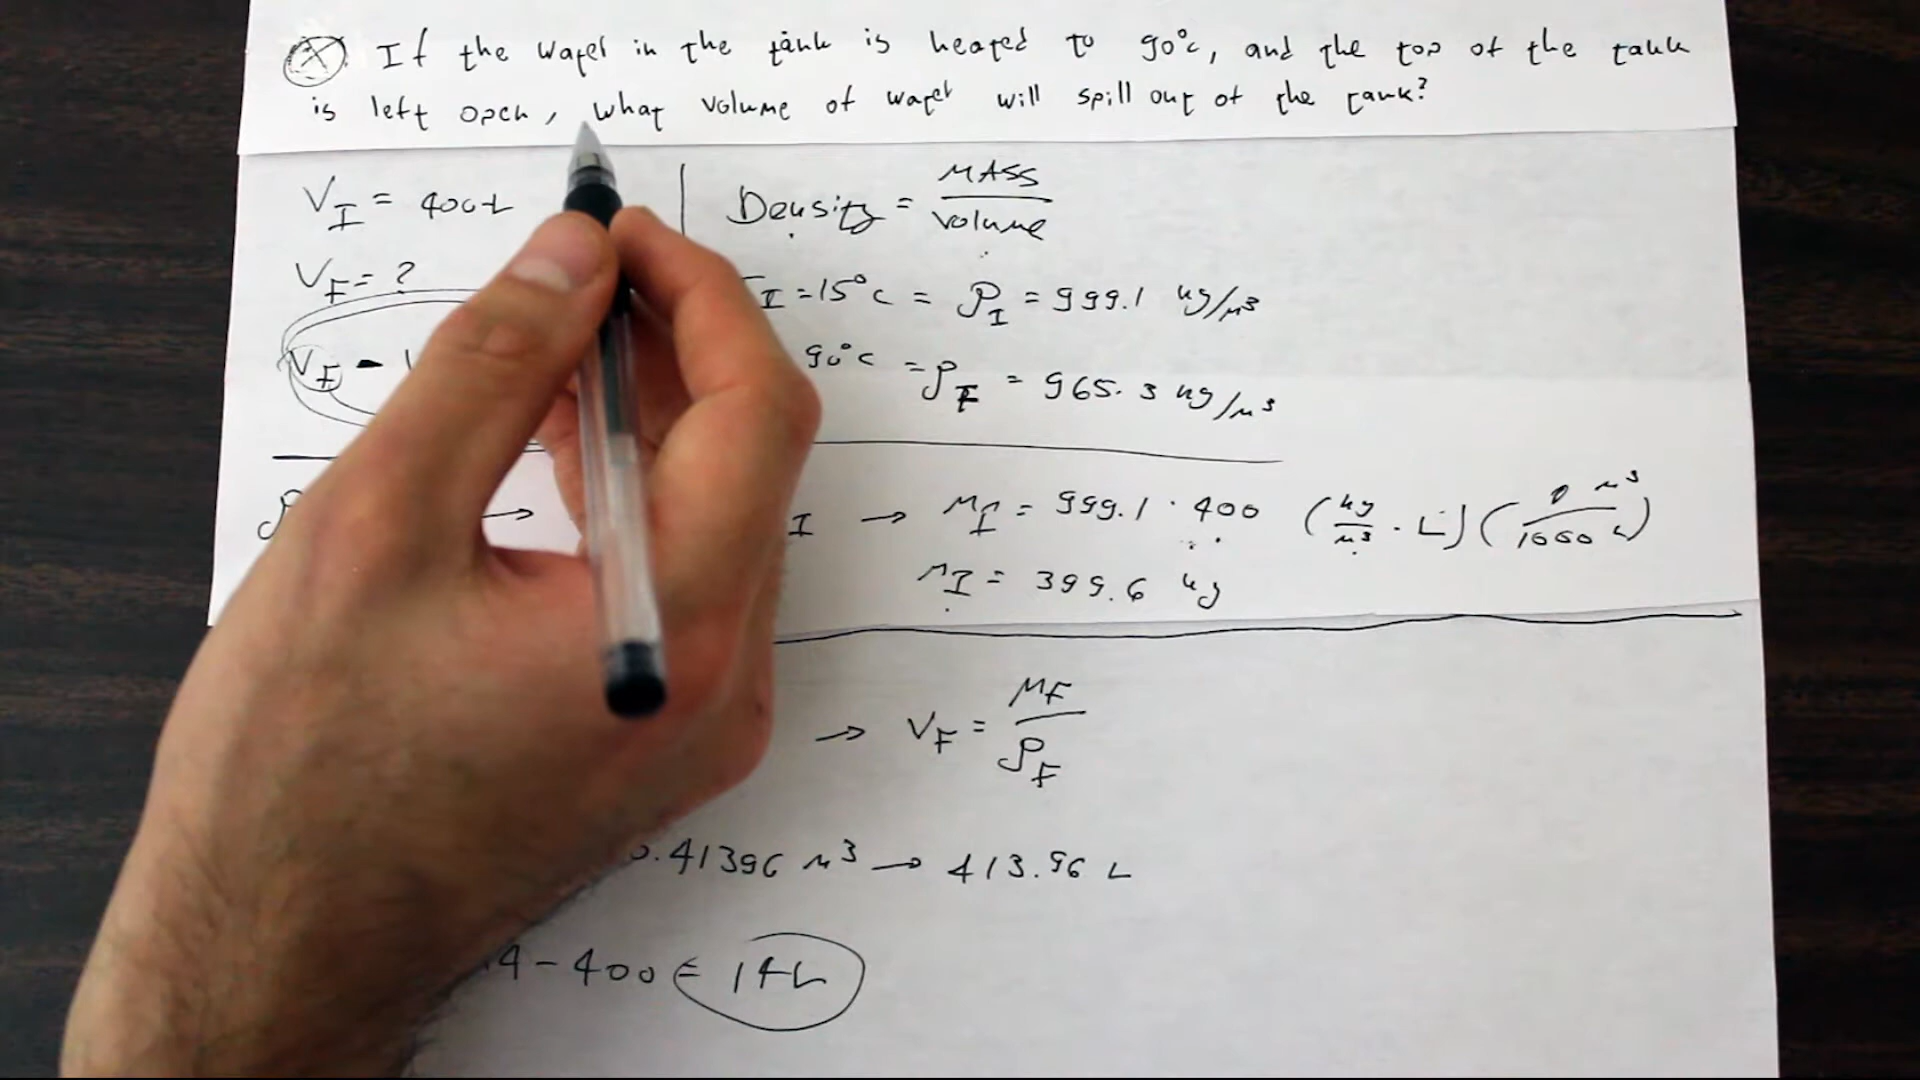 If the water in the tank is heated to 90°c, and the top of the tank
is left open, what volume of water will spill out of the tank?
V_I = 400L
Density = MASS / Volume
V_F = ?
I = 15°c = ρ_I = 999.1 kg/m³
V_F -
90°c = ρ_F = 965.3 kg/m³
ρ → I → M_I = 999.1 · 400 (kg/m³ · L) (m³/1000 L)
M_I = 399.6 kg
→ V_F = M_F / ρ_F
.41396 m³ → 413.96 L
4 - 400 = 14L